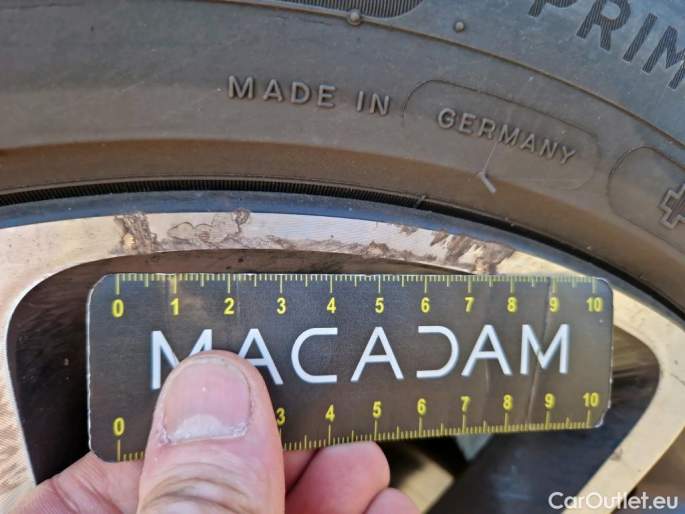 PRIM
MADE IN GERMANY
0 1 2 3 4 5 6 7 8 9 10
MACADAM
0 3 4 5 6 7 8 9 10
CarOutlet.eu